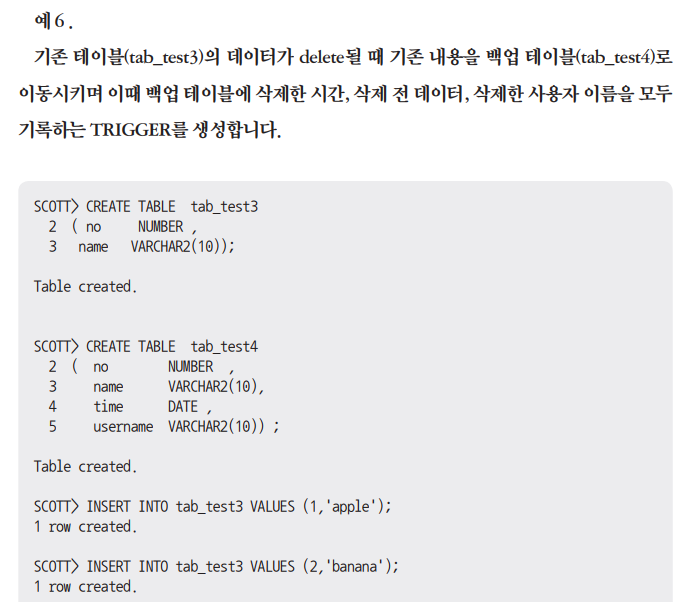 예 6.
기존 테이블(tab_test3)의 데이터가 delete될 때 기존 내용을 백업 테이블(tab_test4)로
이동시키며 이때 백업 테이블에 삭제한 시간, 삭제 전 데이터, 삭제한 사용자 이름을 모두
기록하는 TRIGGER를 생성합니다.
SCOTT> CREATE TABLE tab_test3
2 ( no NUMBER ,
3 name VARCHAR2(10));
Table created.
SCOTT> CREATE TABLE tab_test4
2 ( no NUMBER ,
3 name VARCHAR2(10),
4 time DATE ,
5 username VARCHAR2(10)) ;
Table created.
SCOTT> INSERT INTO tab_test3 VALUES (1,'apple');
1 row created.
SCOTT> INSERT INTO tab_test3 VALUES (2,'banana');
1 row created.